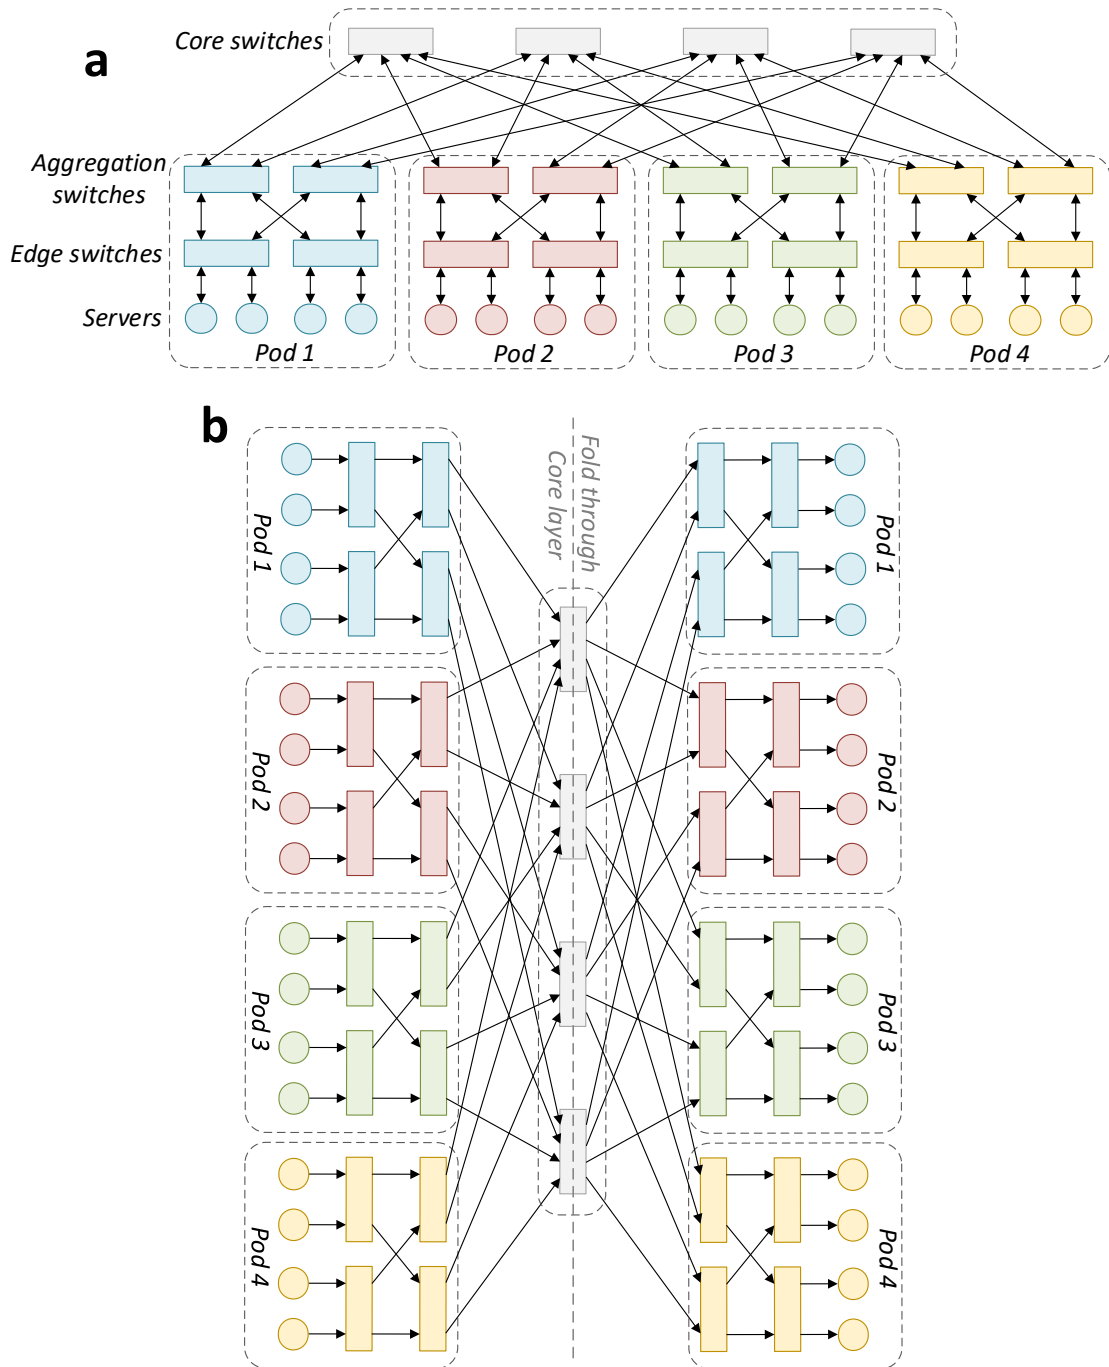 a
Core switches
Aggregation
switches
Edge switches
Servers
Pod 1
Pod 2
Pod 3
Pod 4
b
Fold through
Core layer
Pod 1
Pod 1
Pod 2
Pod 2
Pod 3
Pod 3
Pod 4
Pod 4